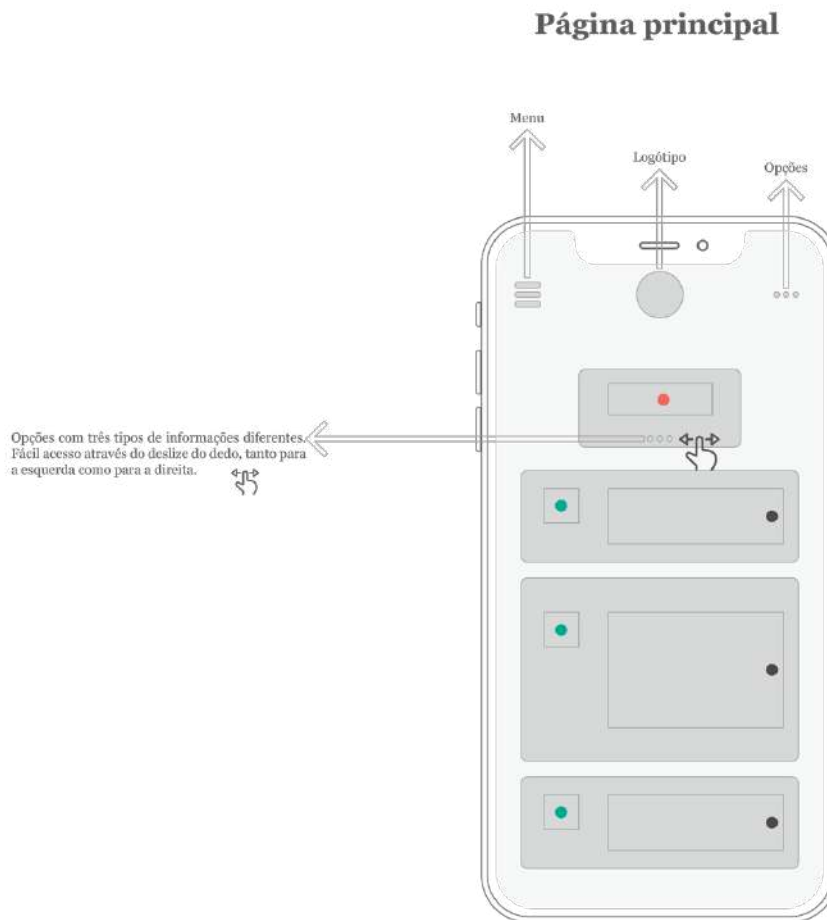 Página principal
Menu
Logótipo
Opções
Opções com três tipos de informações diferentes.
Fácil acesso através do deslize do dedo, tanto para
a esquerda como para a direita.